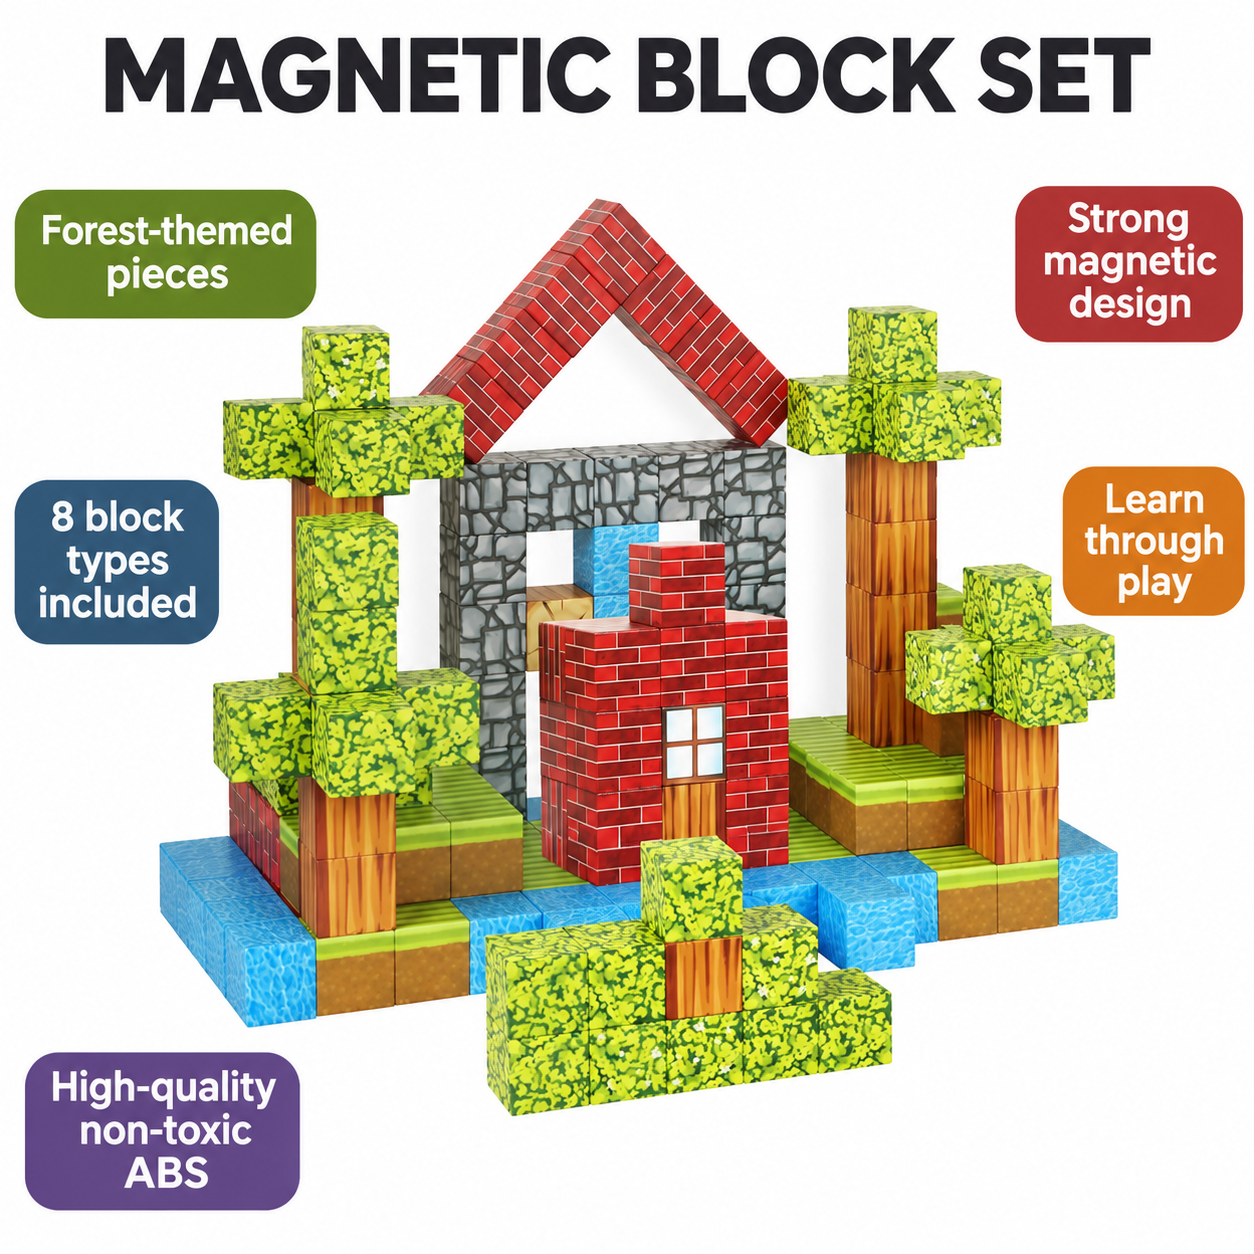 MAGNETIC BLOCK SET
Forest-themed
pieces
Strong
magnetic
design
8 block
types
included
Learn
through
play
High-quality
non-toxic
ABS